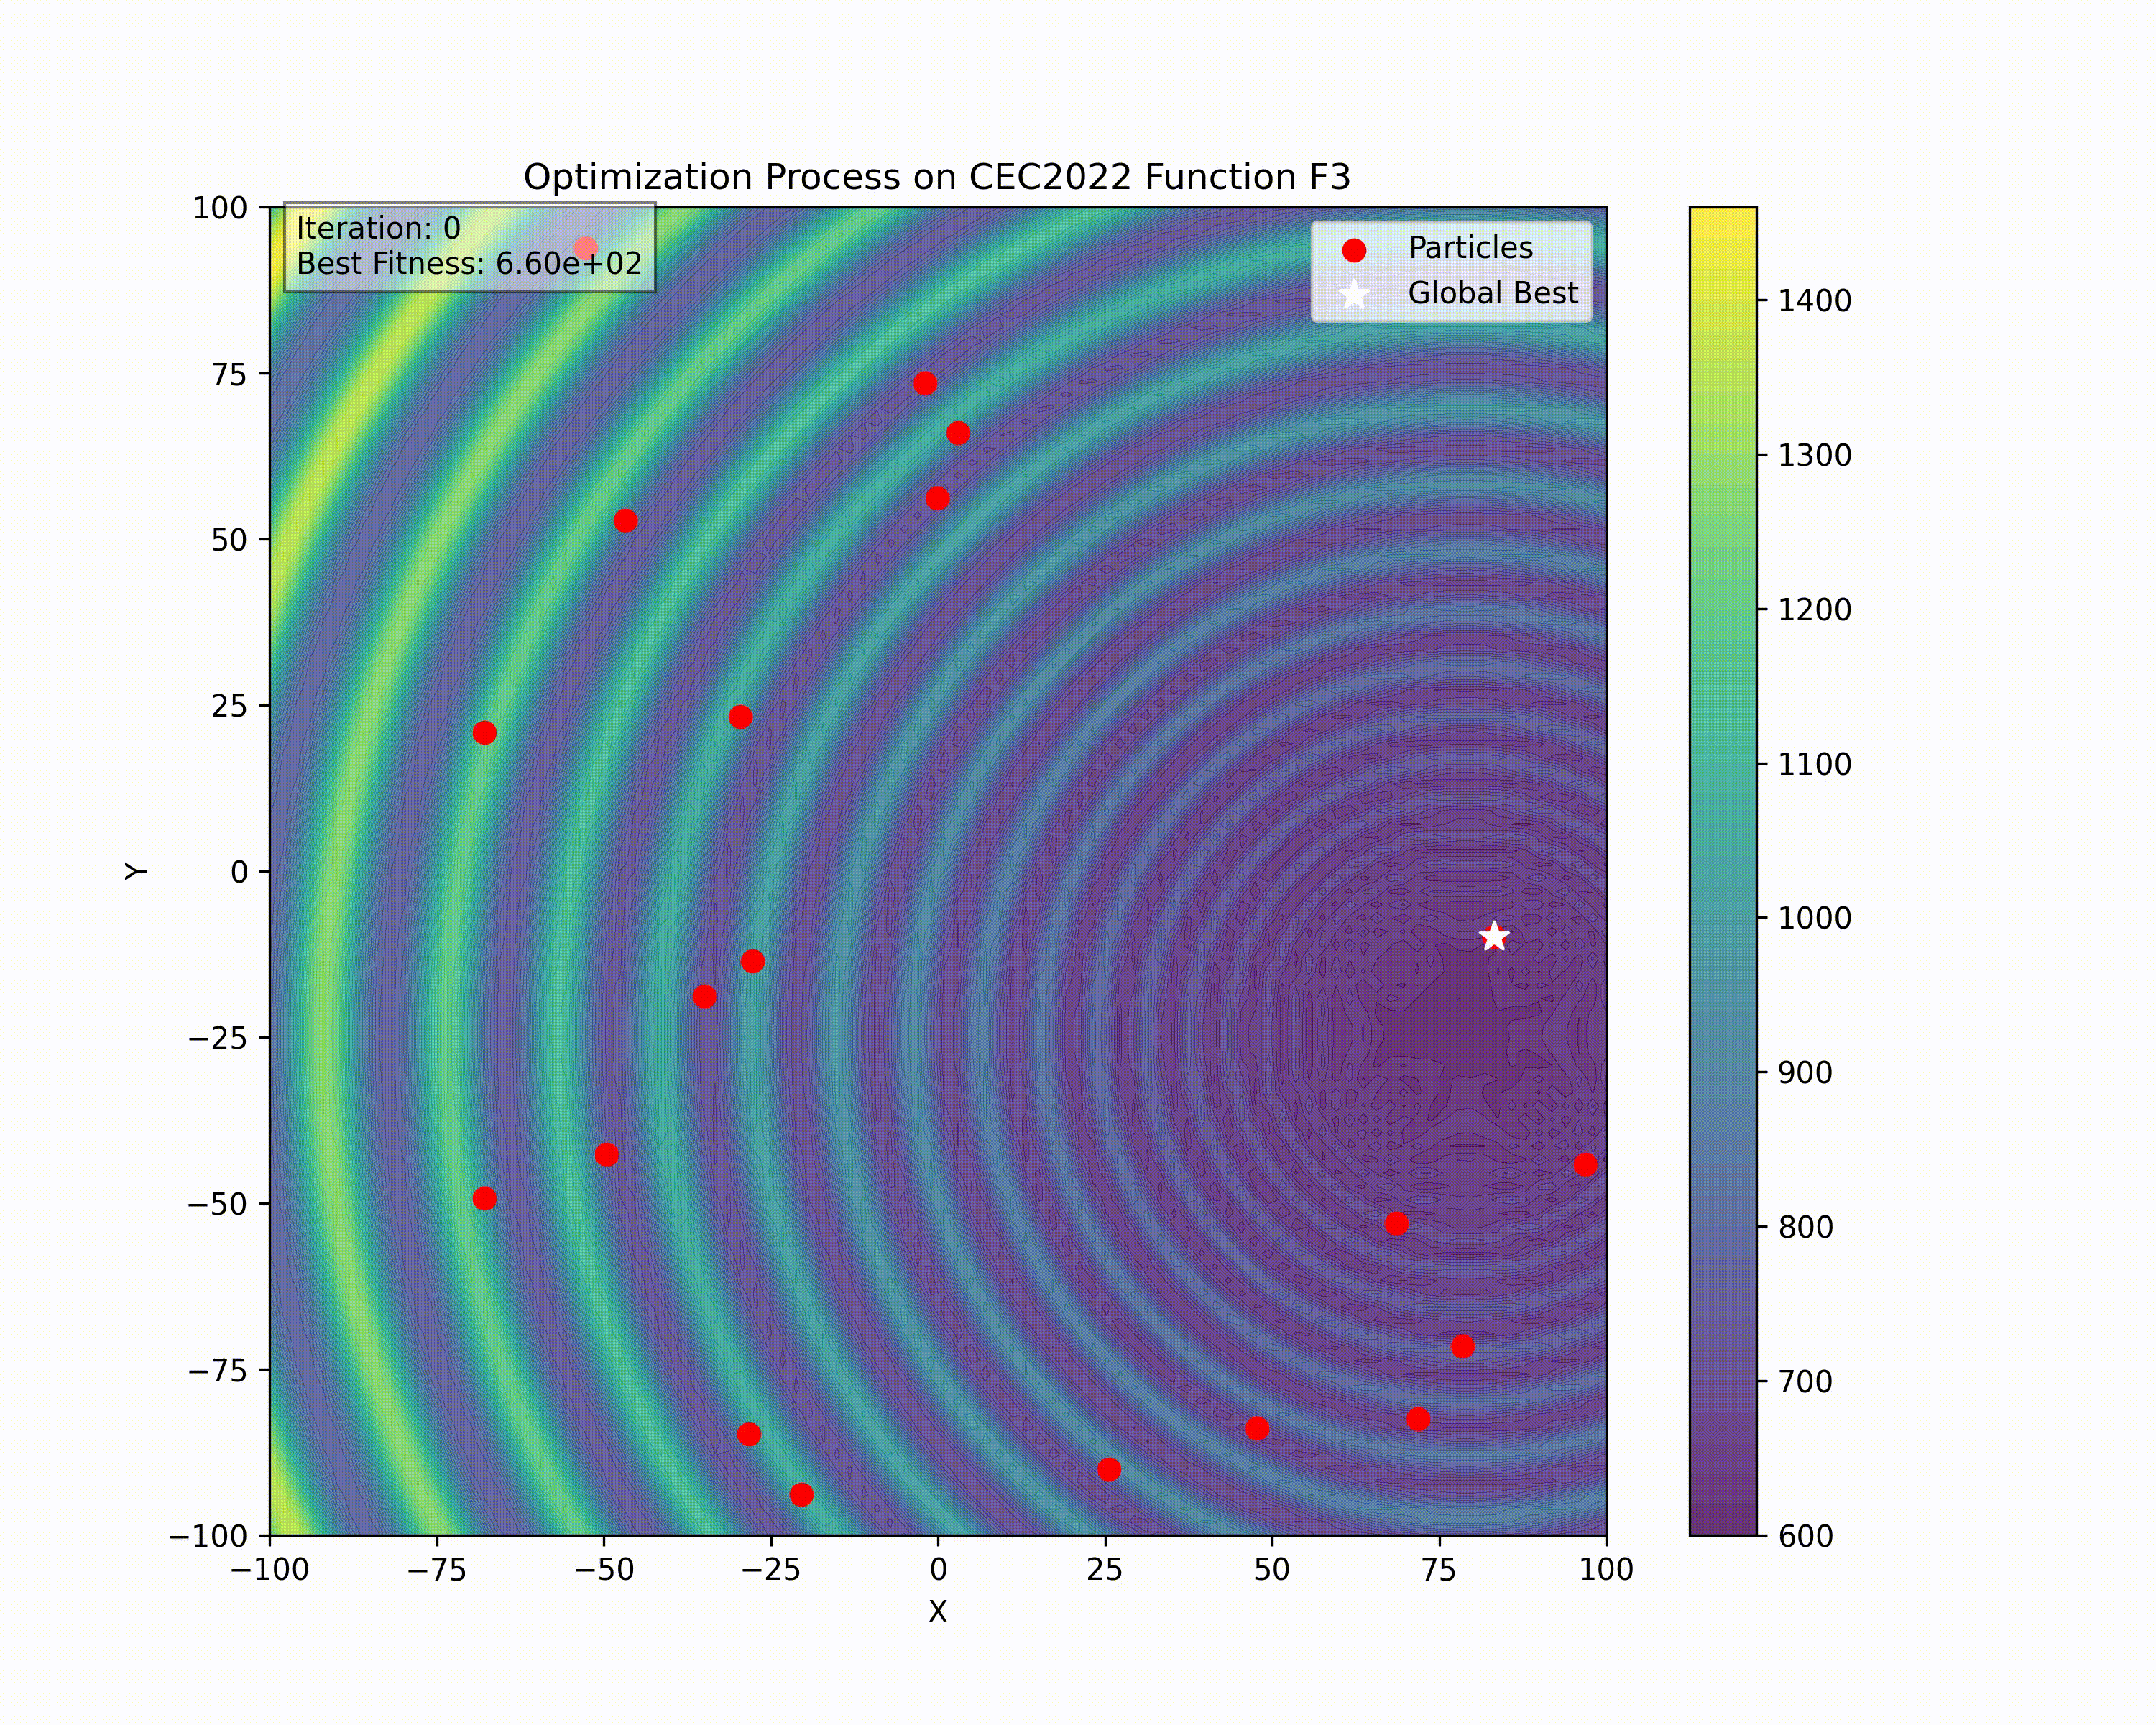 Optimization Process on CEC2022 Function F3
Iteration: 0
Best Fitness: 6.60e+02
Particles
Global Best
100
75
50
25
0
−25
−50
−75
−100
Y
−100 −75 −50 −25 0 25 50 75 100
X
1400
1300
1200
1100
1000
900
800
700
600